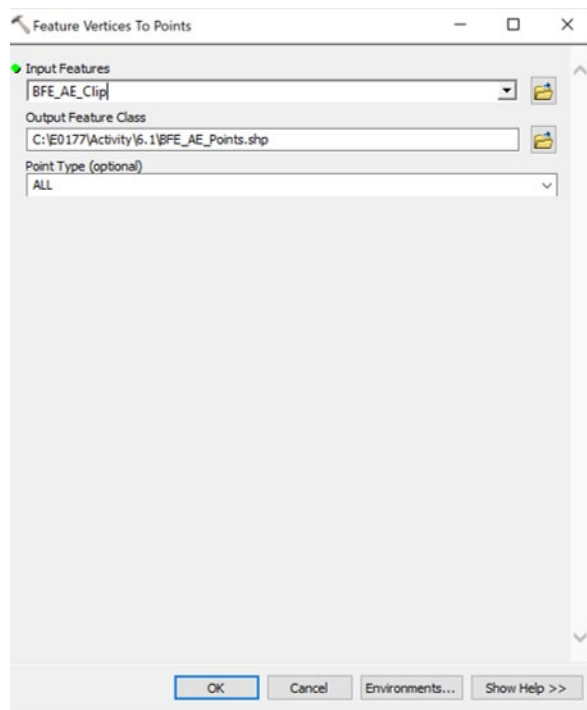 Feature Vertices To Points
Input Features
BFE_AE_Clip
Output Feature Class
C:\E0177\Activity\6.1\BFE_AE_Points.shp
Point Type (optional)
ALL
OK Cancel Environments... Show Help >>